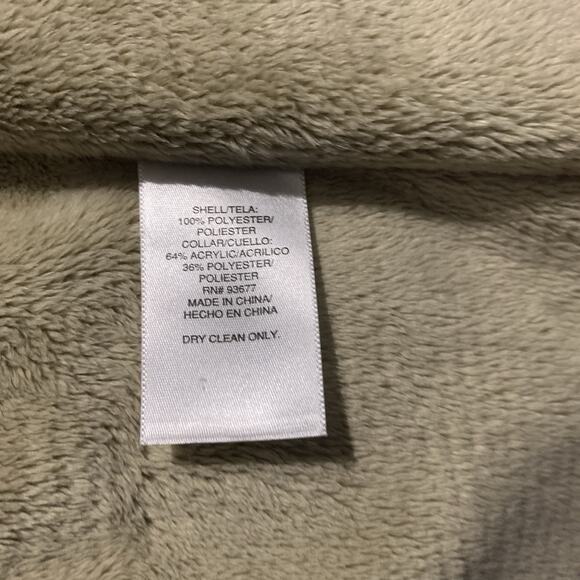 SHELL/TELA:
100% POLYESTER/
POLIESTER
COLLAR/CUELLO:
64% ACRYLIC/ACRILICO
36% POLYESTER/
POLIESTER
RN# 93677
MADE IN CHINA/
HECHO EN CHINA
DRY CLEAN ONLY.